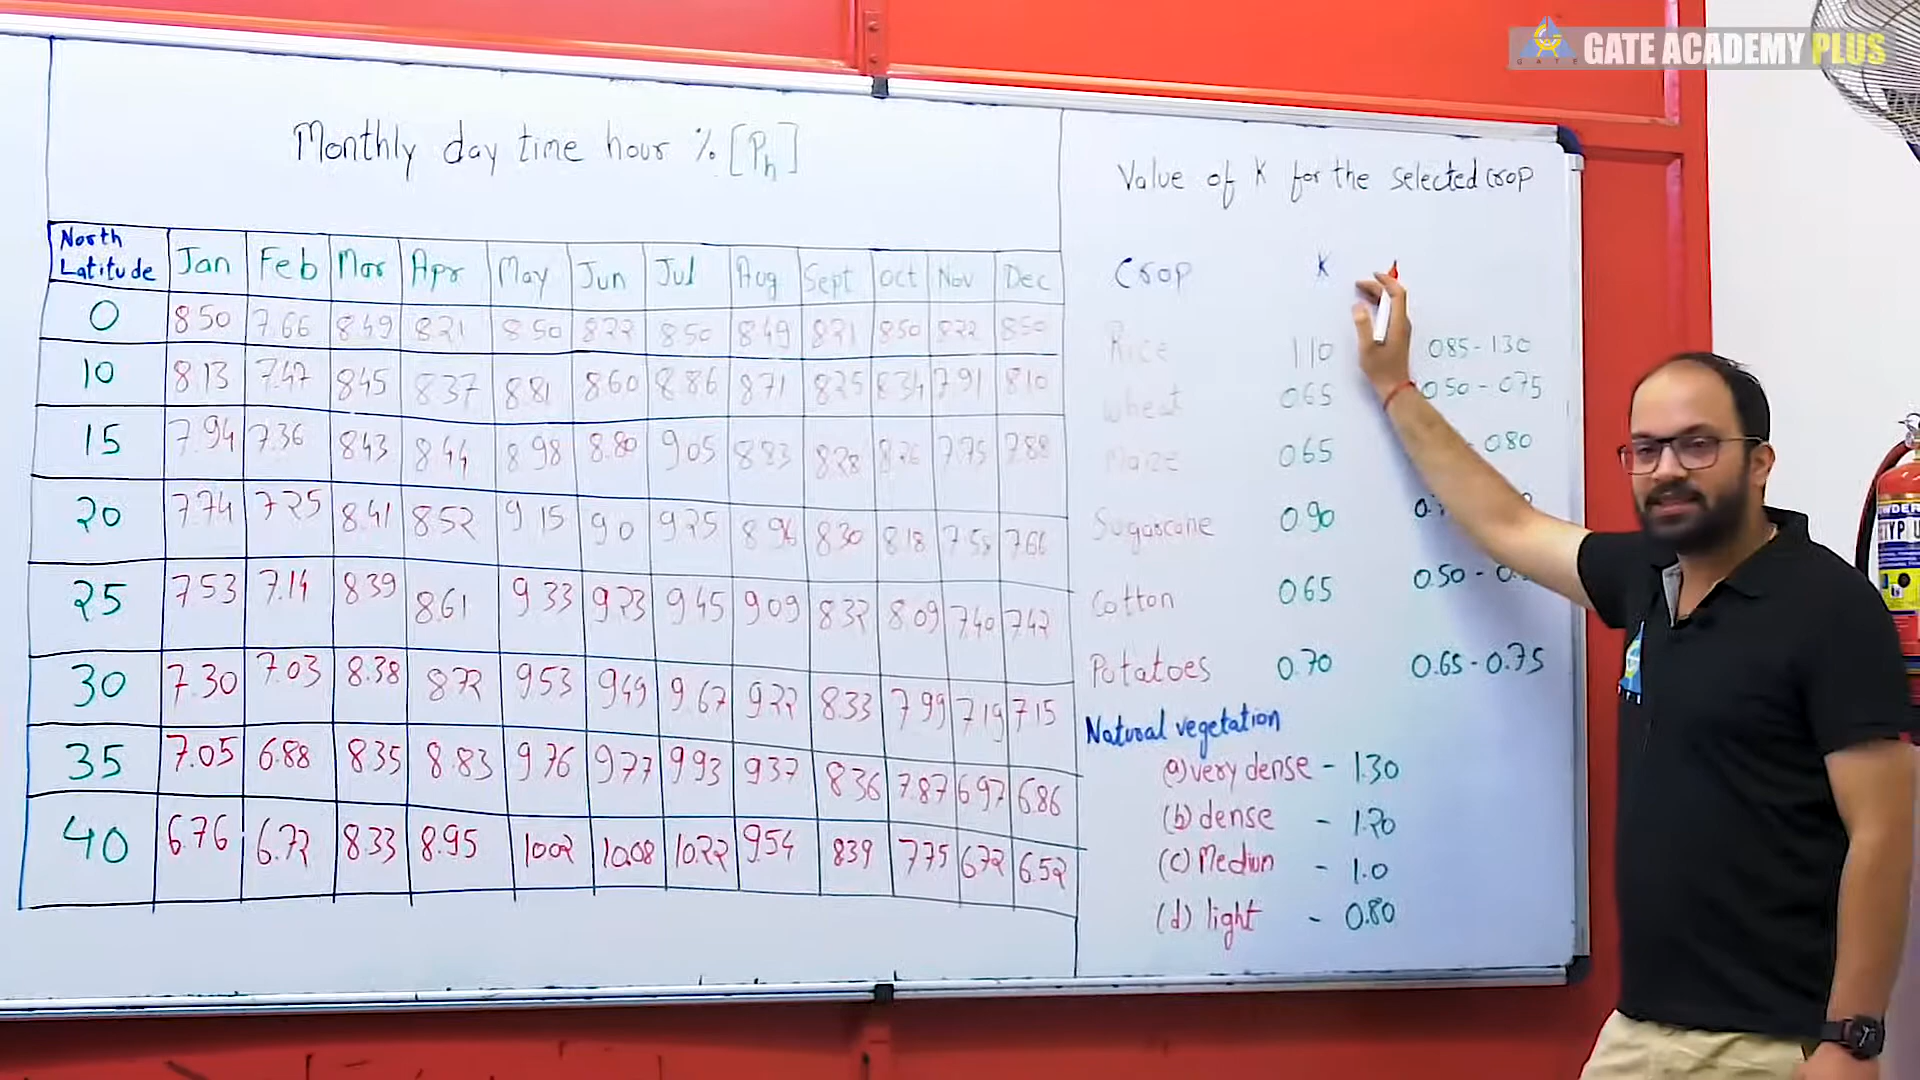 GATE ACADEMY PLUS
GATE
Monthly day time hour % [Ph]
North Latitude Jan Feb Mar Apr May Jun Jul Aug Sept Oct Nov Dec
0 8.50 7.66 8.49 8.21 8.50 8.22 8.50 8.49 8.21 8.50 8.22 8.50
10 8.13 7.47 8.45 8.37 8.81 8.60 8.86 8.71 8.25 8.34 7.91 8.10
15 7.94 7.36 8.43 8.44 8.98 8.80 9.05 8.83 8.28 8.26 7.75 7.88
20 7.74 7.25 8.41 8.52 9.15 9.0 9.25 8.96 8.30 8.18 7.58 7.66
25 7.53 7.14 8.39 8.61 9.33 9.23 9.45 9.09 8.32 8.09 7.40 7.42
30 7.30 7.03 8.38 8.72 9.53 9.49 9.67 9.22 8.33 7.99 7.19 7.15
35 7.05 6.88 8.35 8.83 9.76 9.77 9.93 9.37 8.36 7.87 6.97 6.86
40 6.76 6.72 8.33 8.95 10.02 10.08 10.22 9.54 8.39 7.75 6.72 6.52
Value of K for the selected crop
Crop K
Rice 1.10 0.85 - 1.30
Wheat 0.65 0.50 - 0.75
Maize 0.65 0.80
Sugarcane 0.90
Cotton 0.65 0.50 -
Potatoes 0.70 0.65 - 0.75
Natural vegetation
(a) very dense - 1.30
(b) dense - 1.20
(c) Medium - 1.0
(d) light - 0.80